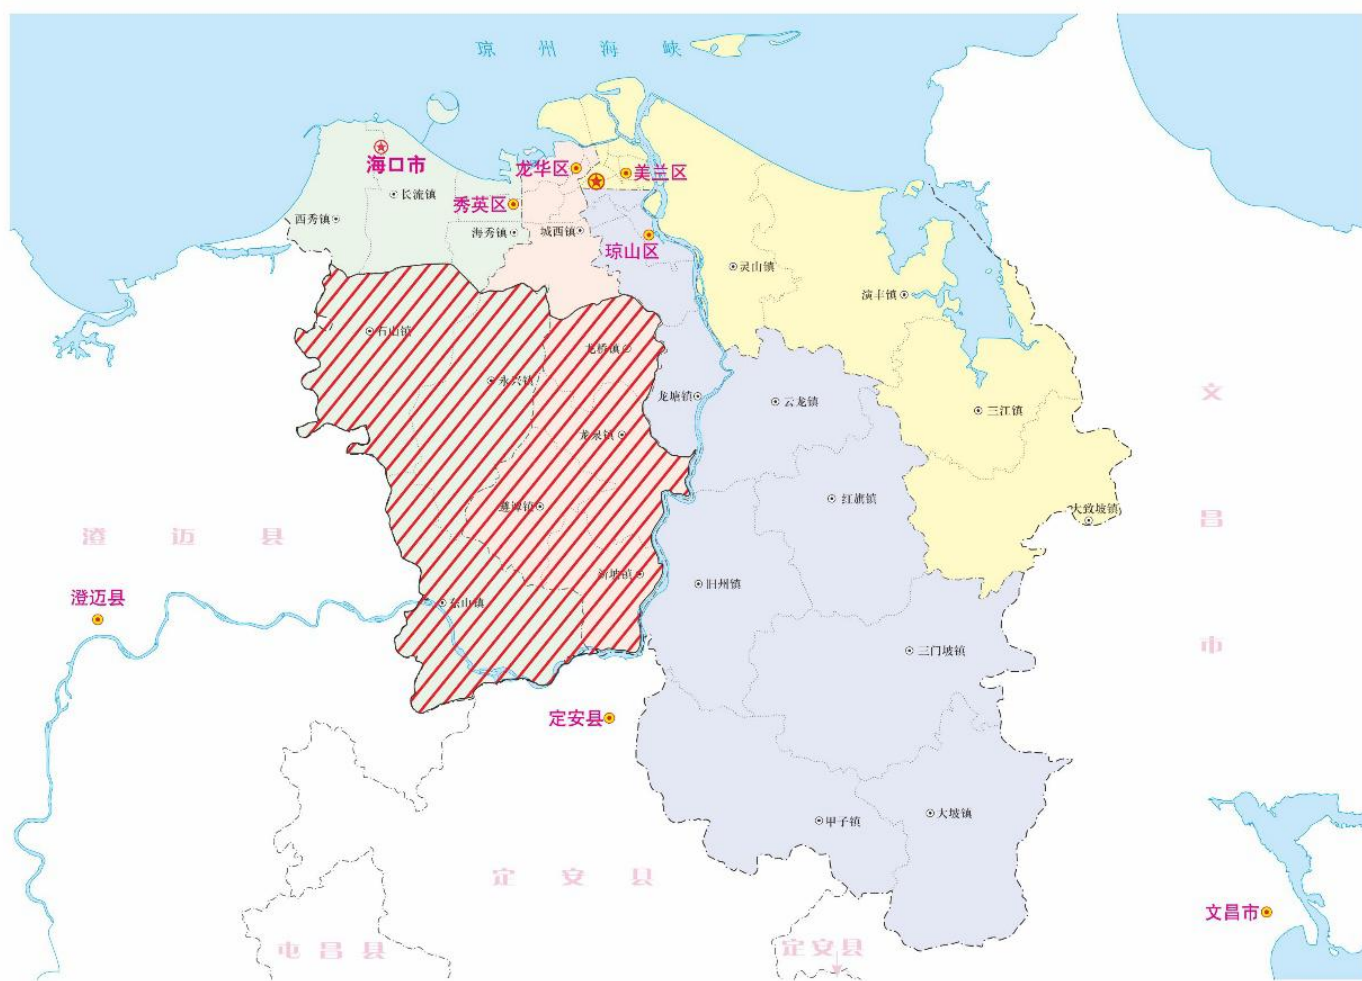 琼州海峡
海口市
龙华区
美兰区
长流镇
秀英区
西秀镇
海秀镇
城西镇
琼山区
灵山镇
演丰镇
石山镇
龙桥镇
永兴镇
龙塘镇
云龙镇
三江镇
文昌市
龙泉镇
红旗镇
遵谭镇
大致坡镇
澄迈县
新坡镇
旧州镇
澄迈县
东山镇
三门坡镇
定安县
甲子镇
大坡镇
定安县
文昌市
屯昌县
定安县